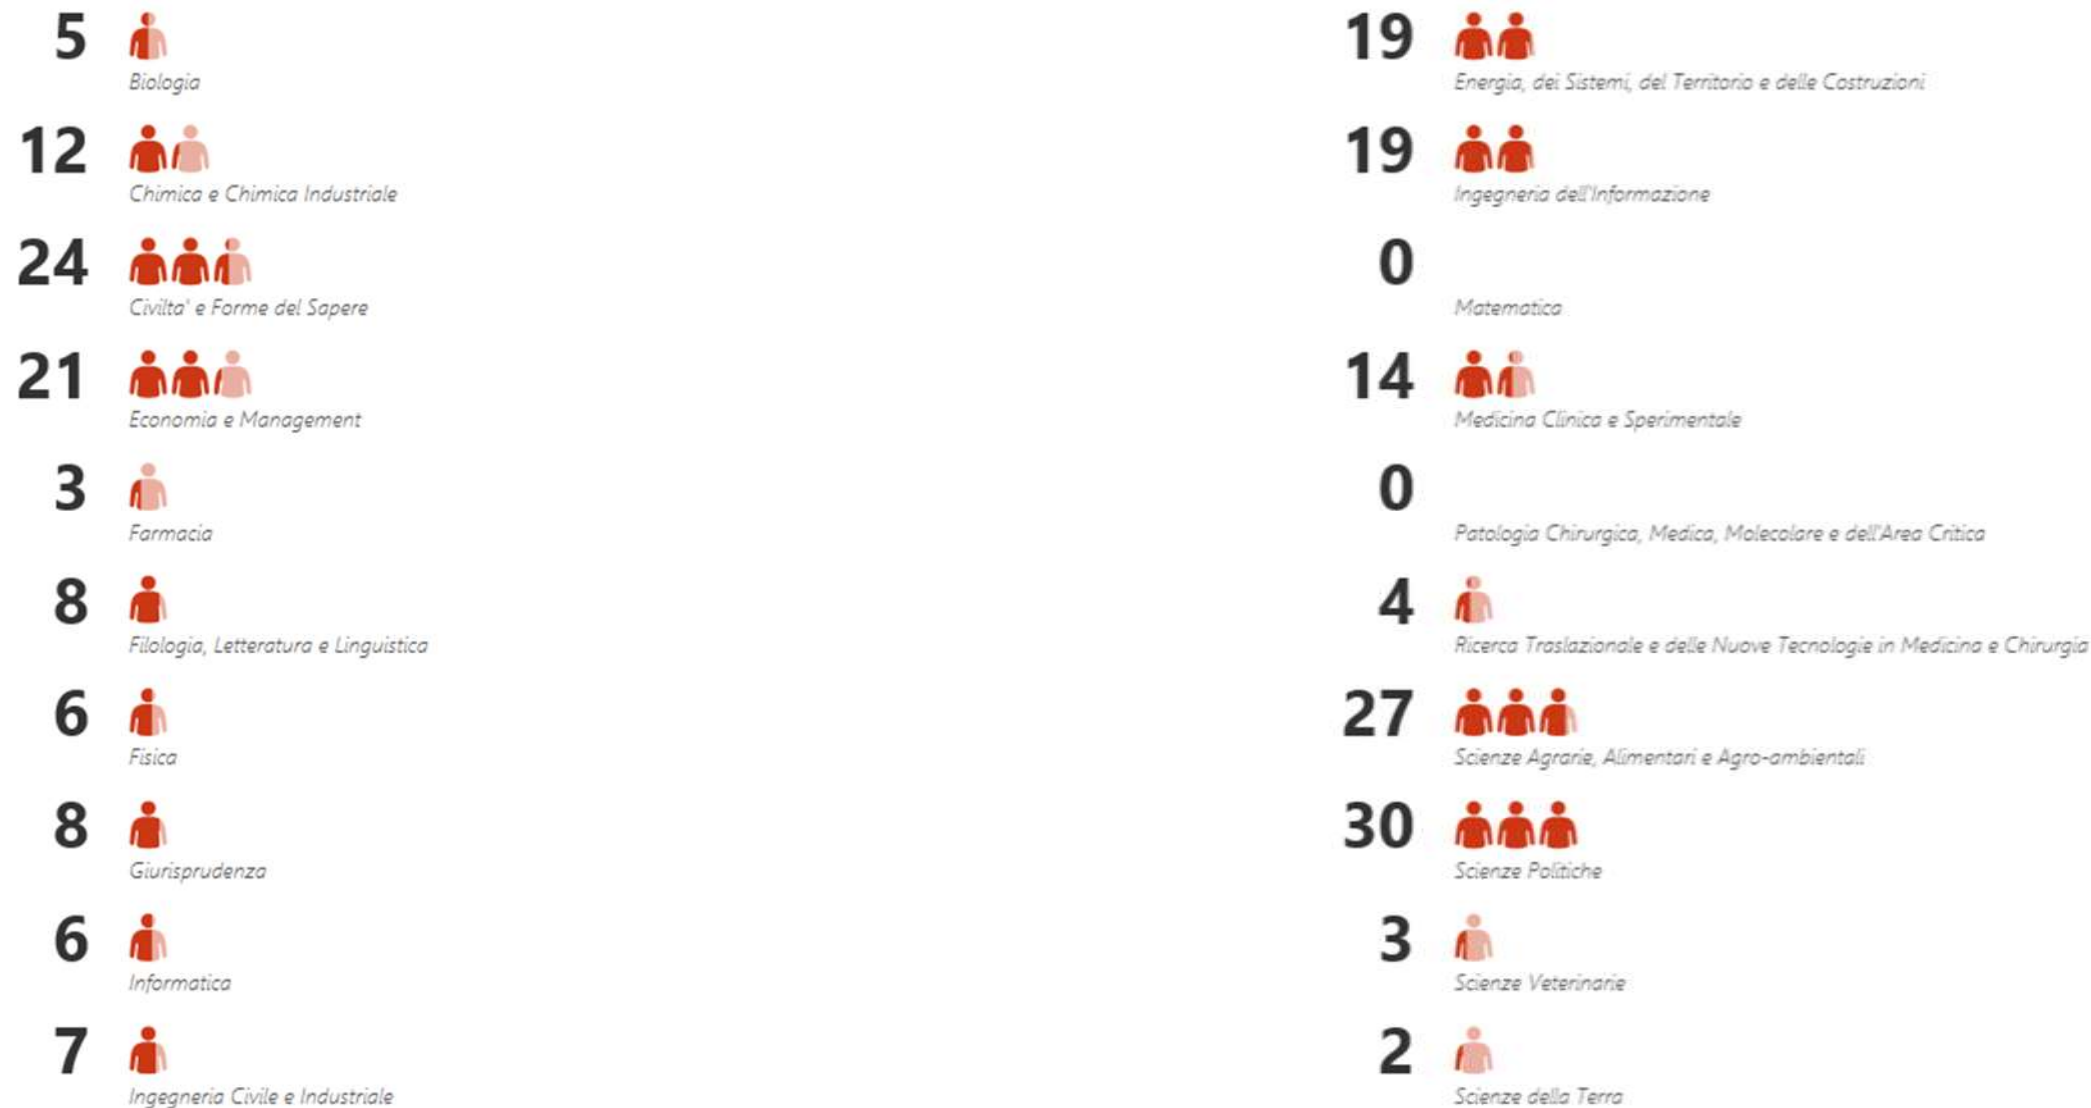 5
Biologia
12
Chimica e Chimica Industriale
24
Civilta' e Forme del Sapere
21
Economia e Management
3
Farmacia
8
Filologia, Letteratura e Linguistica
6
Fisica
8
Giurisprudenza
6
Informatica
7
Ingegneria Civile e Industriale
19
Energia, dei Sistemi, del Territorio e delle Costruzioni
19
Ingegneria dell'Informazione
0
Matematica
14
Medicina Clinica e Sperimentale
0
Patologia Chirurgica, Medica, Molecolare e dell'Area Critica
4
Ricerca Traslazionale e delle Nuove Tecnologie in Medicina e Chirurgia
27
Scienze Agrarie, Alimentari e Agro-ambientali
30
Scienze Politiche
3
Scienze Veterinarie
2
Scienze della Terra